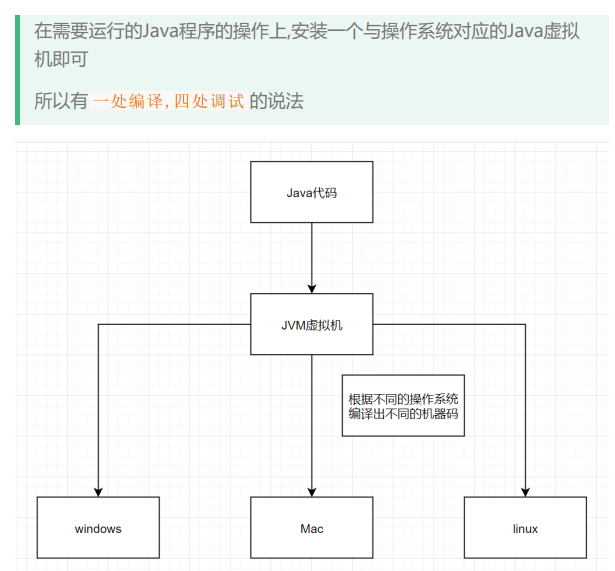 在需要运行的Java程序的操作上,安装一个与操作系统对应的Java虚拟
机即可
所以有 一处编译,四处调试 的说法
Java代码
JVM虚拟机
根据不同的操作系统
编译出不同的机器码
windows
Mac
linux